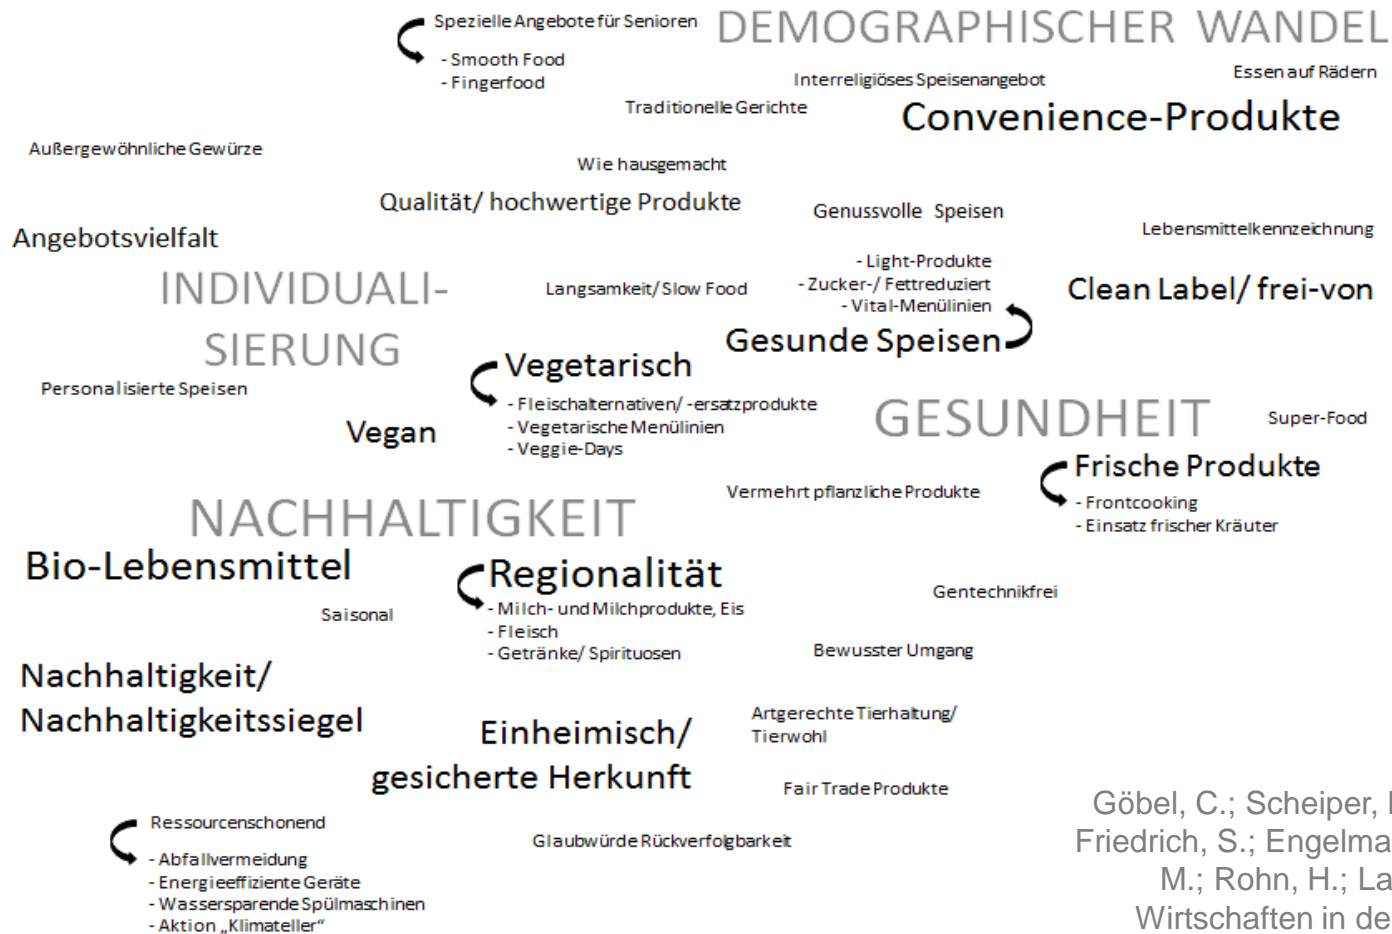 Spezielle Angebote für Senioren
- Smooth Food
- Fingerfood
DEMOGRAPHISCHER WANDEL
Interreligiöses Speisenangebot
Essen auf Rädern
Traditionelle Gerichte
Convenience-Produkte
Außergewöhnliche Gewürze
Wie hausgemacht
Qualität/ hochwertige Produkte
Genussvolle Speisen
Lebensmittelkennzeichnung
Angebotsvielfalt
INDIVIDUALI-
SIERUNG
Langsamkeit/ Slow Food
- Light-Produkte
- Zucker-/ Fettreduziert
- Vital-Menülinien
Gesunde Speisen
Clean Label/ frei-von
Personalisierte Speisen
Vegetarisch
- Fleischalternativen/ -ersatzprodukte
- Vegetarische Menülinien
- Veggie-Days
Vegan
GESUNDHEIT
Super-Food
Frische Produkte
- Frontcooking
- Einsatz frischer Kräuter
Vermehrt pflanzliche Produkte
NACHHALTIGKEIT
Bio-Lebensmittel
Regionalität
- Milch- und Milchprodukte, Eis
- Fleisch
- Getränke/ Spirituosen
Saisonal
Gentechnikfrei
Bewusster Umgang
Nachhaltigkeit/
Nachhaltigkeitssiegel
Einheimisch/
gesicherte Herkunft
Artgerechte Tierhaltung/
Tierwohl
Fair Trade Produkte
Ressourcenschonend
- Abfallvermeidung
- Energieeffiziente Geräte
- Wassersparende Spülmaschinen
- Aktion „Klimateller“
Glaubwürde Rückverfolgbarkeit
Göbel, C.; Scheiper,
Friedrich, S.; Engelma
M.; Rohn, H.; La
Wirtschaften in de